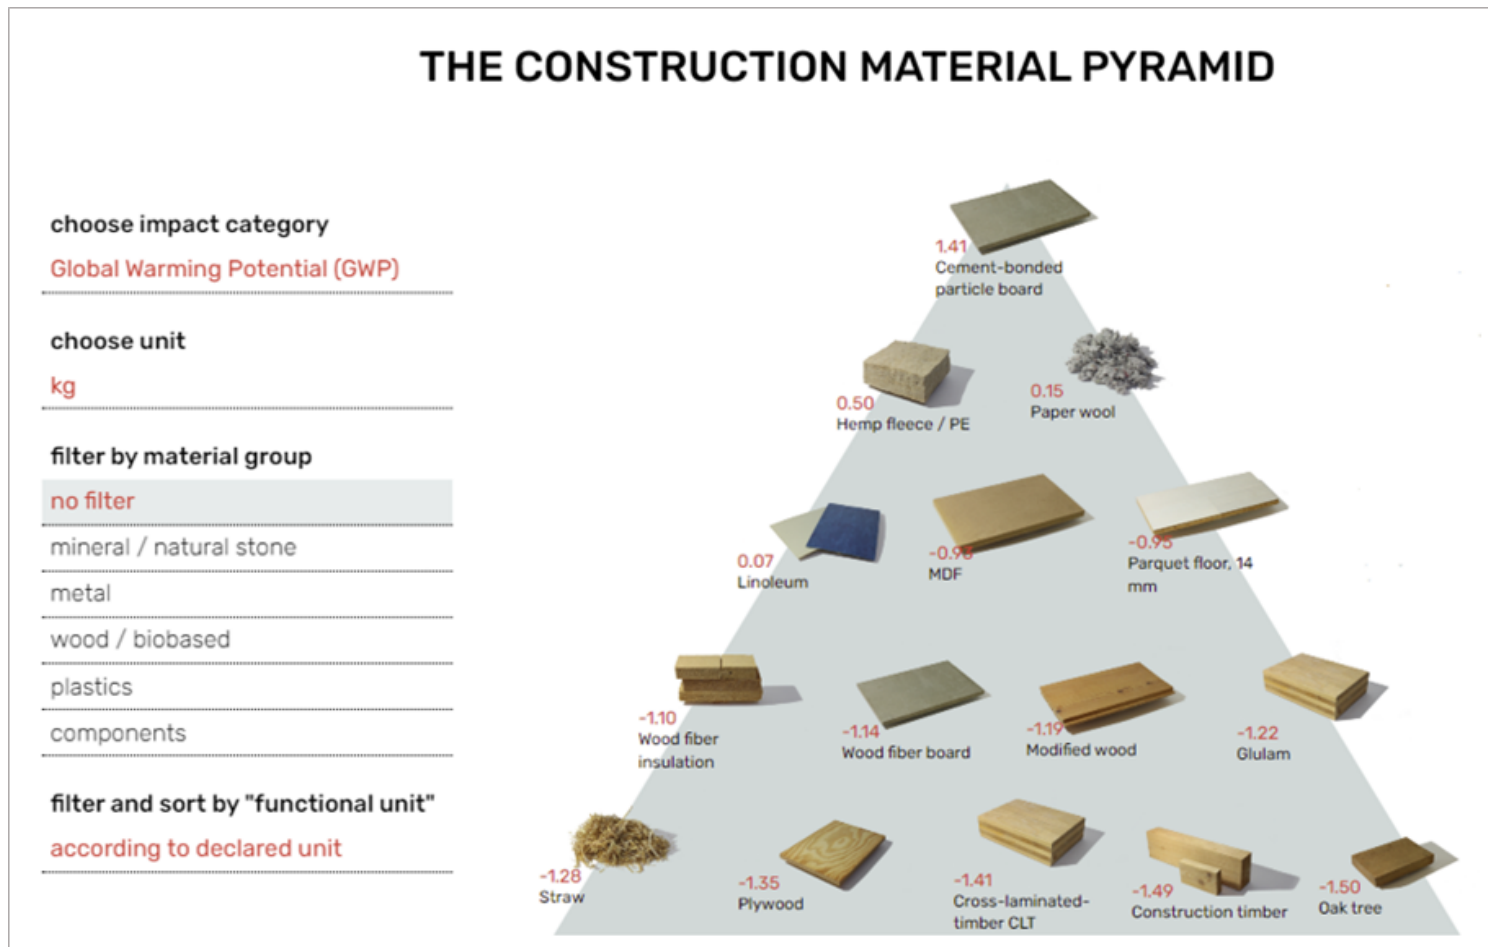 THE CONSTRUCTION MATERIAL PYRAMID
choose impact category
Global Warming Potential (GWP)
choose unit
kg
filter by material group
no filter
mineral / natural stone
metal
wood / biobased
plastics
components
filter and sort by "functional unit"
according to declared unit
1.41
Cement-bonded
particle board
0.50
Hemp fleece / PE
0.15
Paper wool
0.07
Linoleum
MDF
-0.95
Parquet floor, 14
mm
-1.10
Wood fiber
insulation
-1.14
Wood fiber board
-1.19
Modified wood
-1.22
Glulam
-1.28
Straw
-1.35
Plywood
-1.41
Cross-laminated-
timber CLT
-1.49
Construction timber
-1.50
Oak tree